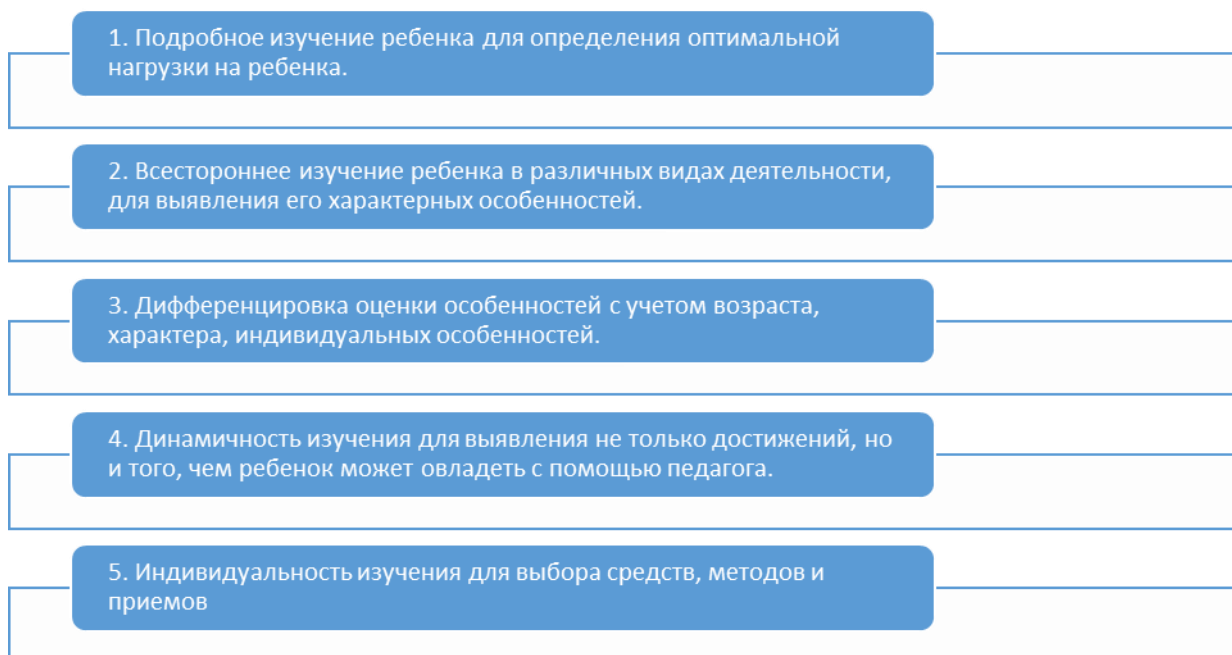 1. Подробное изучение ребенка для определения оптимальной
нагрузки на ребенка.
2. Всестороннее изучение ребенка в различных видах деятельности,
для выявления его характерных особенностей.
3. Дифференцировка оценки особенностей с учетом возраста,
характера, индивидуальных особенностей.
4. Динамичность изучения для выявления не только достижений, но
и того, чем ребенок может овладеть с помощью педагога.
5. Индивидуальность изучения для выбора средств, методов и
приемов